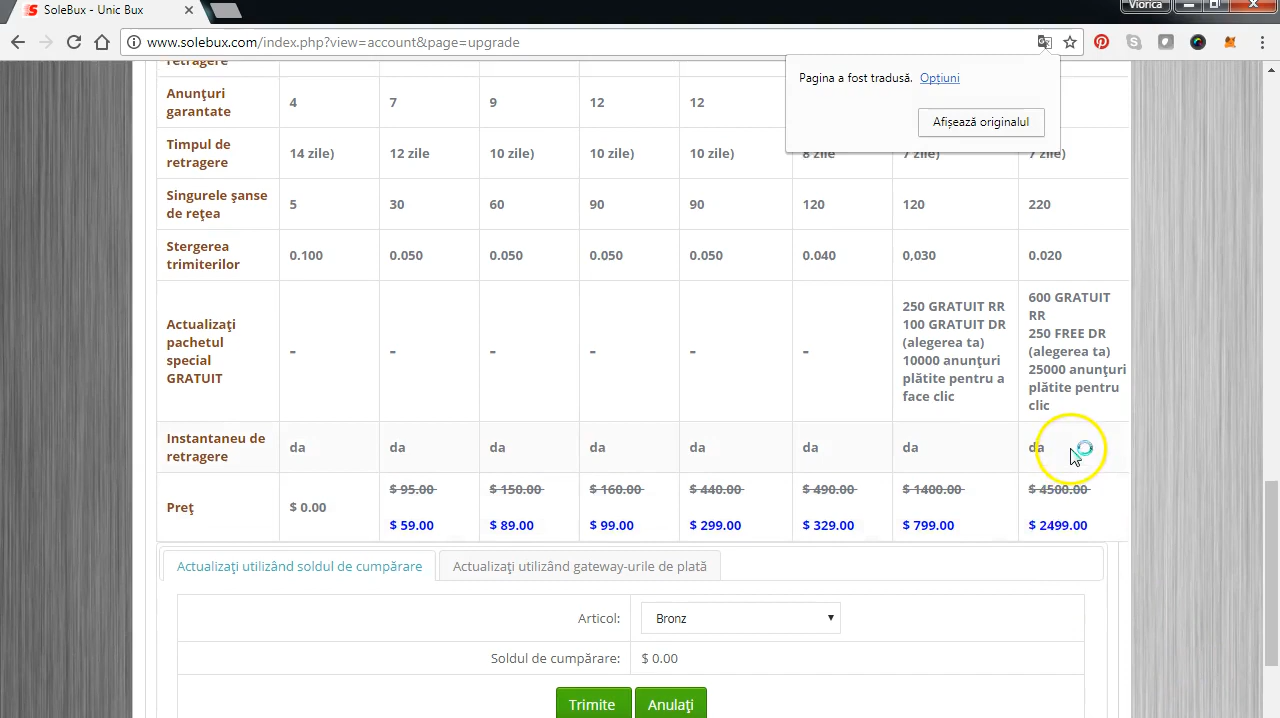 SoleBux - Unic Bux
Viorica
www.solebux.com/index.php?view=account&page=upgrade
Pagina a fost tradusă. Opțiuni
Afișează originalul
retragere
Anunțuri garantate 4 7 9 12 12
Timpul de retragere 14 zile) 12 zile 10 zile) 10 zile) 10 zile) 8 zile 7 zile) 7 zile)
Singurele șanse de rețea 5 30 60 90 90 120 120 220
Stergerea trimiterilor 0.100 0.050 0.050 0.050 0.050 0.040 0,030 0.020
Actualizați pachetul special GRATUIT - - - - - -
250 GRATUIT RR
100 GRATUIT DR
(alegerea ta)
10000 anunțuri
plătite pentru a
face clic
600 GRATUIT
RR
250 FREE DR
(alegerea ta)
25000 anunțuri
plătite pentru
clic
Instantaneu de retragere da da da da da da da da
Preț $ 0.00
$ 95.00 $ 150.00 $ 160.00 $ 440.00 $ 490.00 $ 1400.00 $ 4500.00
$ 59.00 $ 89.00 $ 99.00 $ 299.00 $ 329.00 $ 799.00 $ 2499.00
Actualizați utilizând soldul de cumpărare Actualizați utilizând gateway-urile de plată
Articol: Bronz
Soldul de cumpărare: $ 0.00
Trimite Anulați